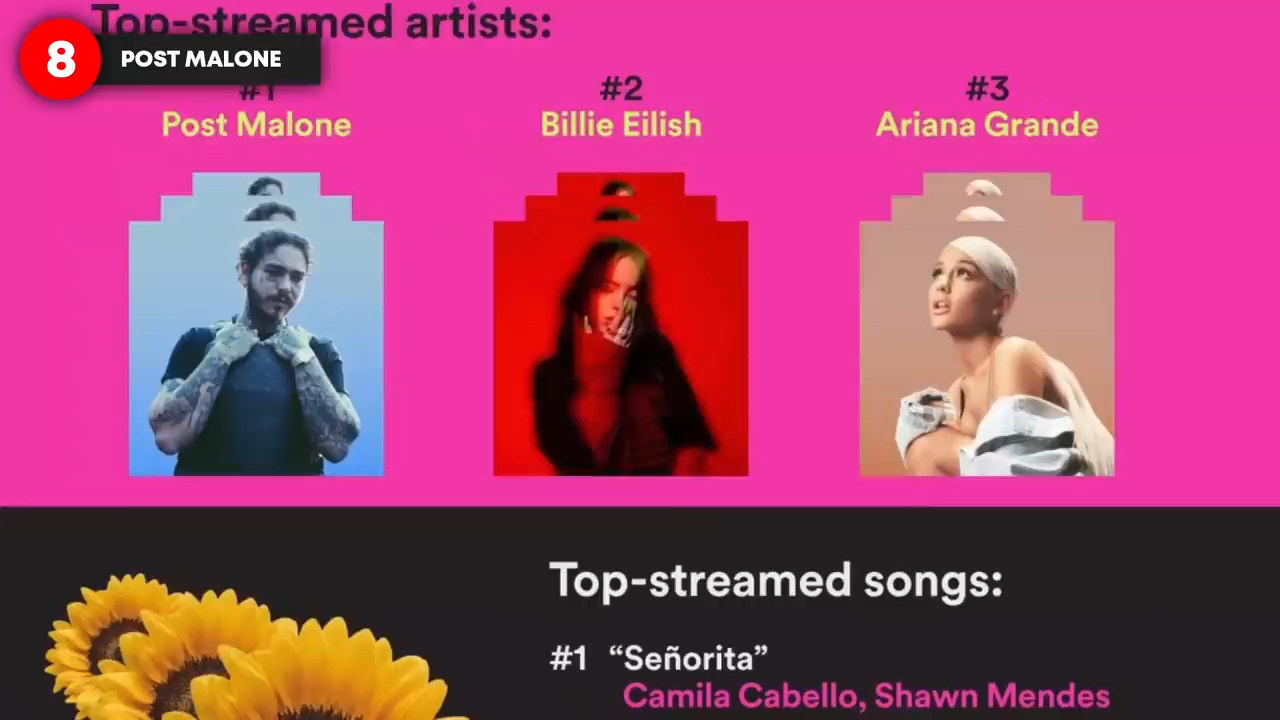 Top-streamed artists:
8 POST MALONE
#1 #2 #3
Post Malone Billie Eilish Ariana Grande
Top-streamed songs:
#1 “Señorita”
Camila Cabello, Shawn Mendes